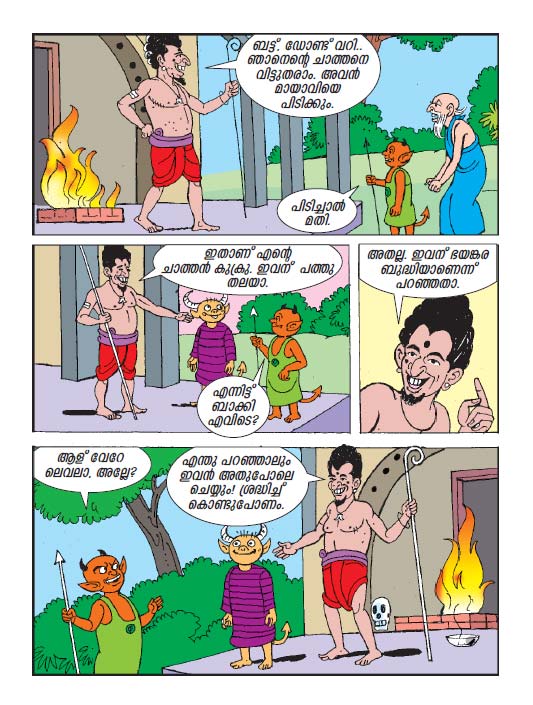 ബട്ട്, ഡോണ്ട് വറി..
ഞാനെന്റെ ചാത്തനെ
വിട്ടുതരാം. അവൻ
മായാവിയെ
പിടിക്കും.
പിടിച്ചാൽ
മതി.
ഇതാണ് എന്റെ
ചാത്തൻ കുക്രു. ഇവന് പത്തു
തലയാ.
എന്നിട്ട്
ബാക്കി
എവിടെ?
അതല്ല. ഇവന് ഭയങ്കര
ബുദ്ധിയാണെന്ന്
പറഞ്ഞതാ.
ആള് വേറേ
ലെവലാ, അല്ലേ?
എന്തു പറഞ്ഞാലും
ഇവൻ അതുപോലെ
ചെയ്യും! ശ്രദ്ധിച്ച്
കൊണ്ടുപോണം.